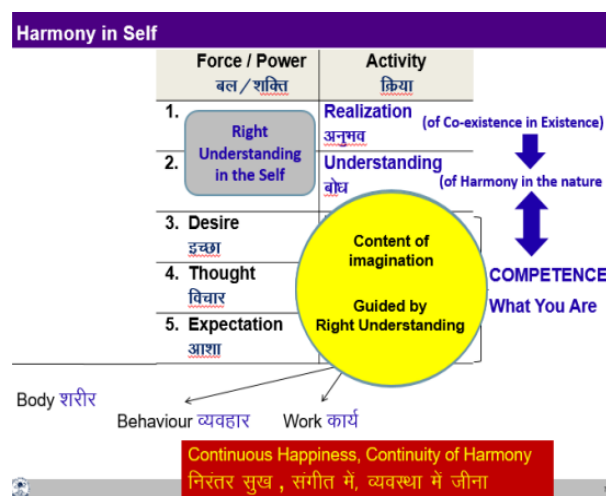 Harmony in Self
Force / Power
बल / शक्ति
Activity
क्रिया
1.
Right
Understanding
in the Self
Realization
अनुभव
(of Co-existence in Existence)
2.
Understanding
बोध
(of Harmony in the nature
3. Desire
इच्छा
Content of
imagination
4. Thought
विचार
Guided by
Right Understanding
COMPETENCE
What You Are
5. Expectation
आशा
Body शरीर
Behaviour व्यवहार
Work कार्य
Continuous Happiness, Continuity of Harmony
निरंतर सुख , संगीत में, व्यवस्था में जीना